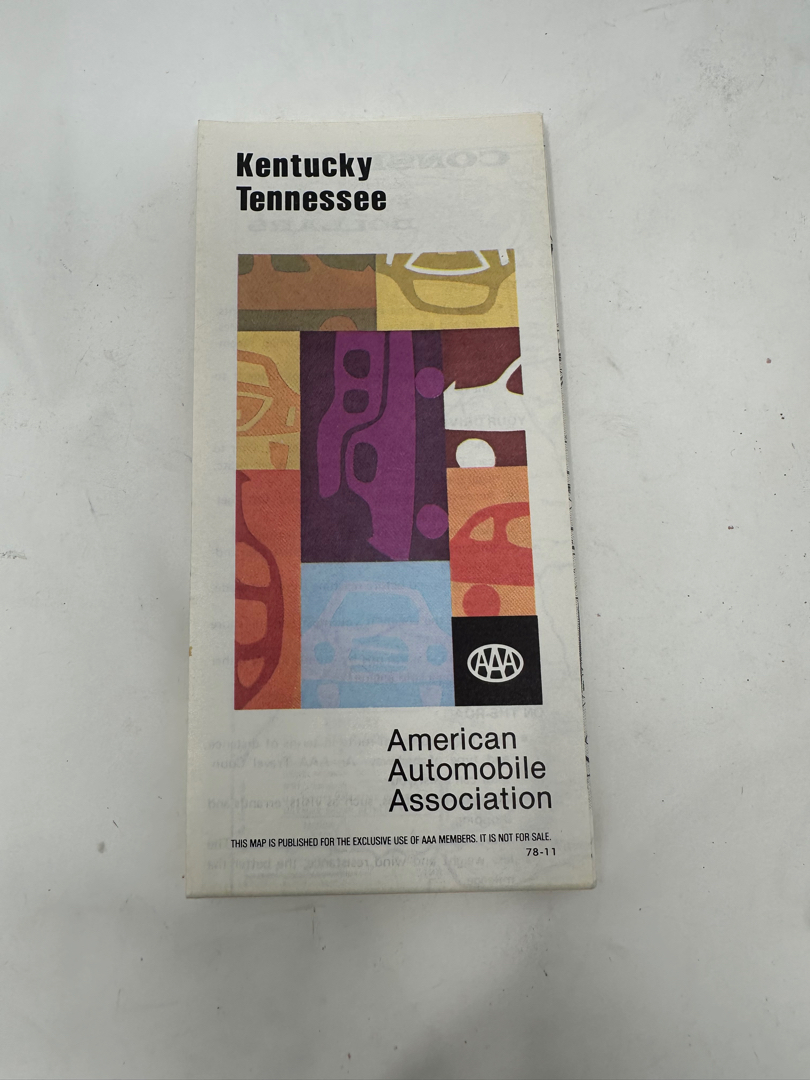 Kentucky
Tennessee
AAA
American
Automobile
Association
THIS MAP IS PUBLISHED FOR THE EXCLUSIVE USE OF AAA MEMBERS. IT IS NOT FOR SALE.
78-11